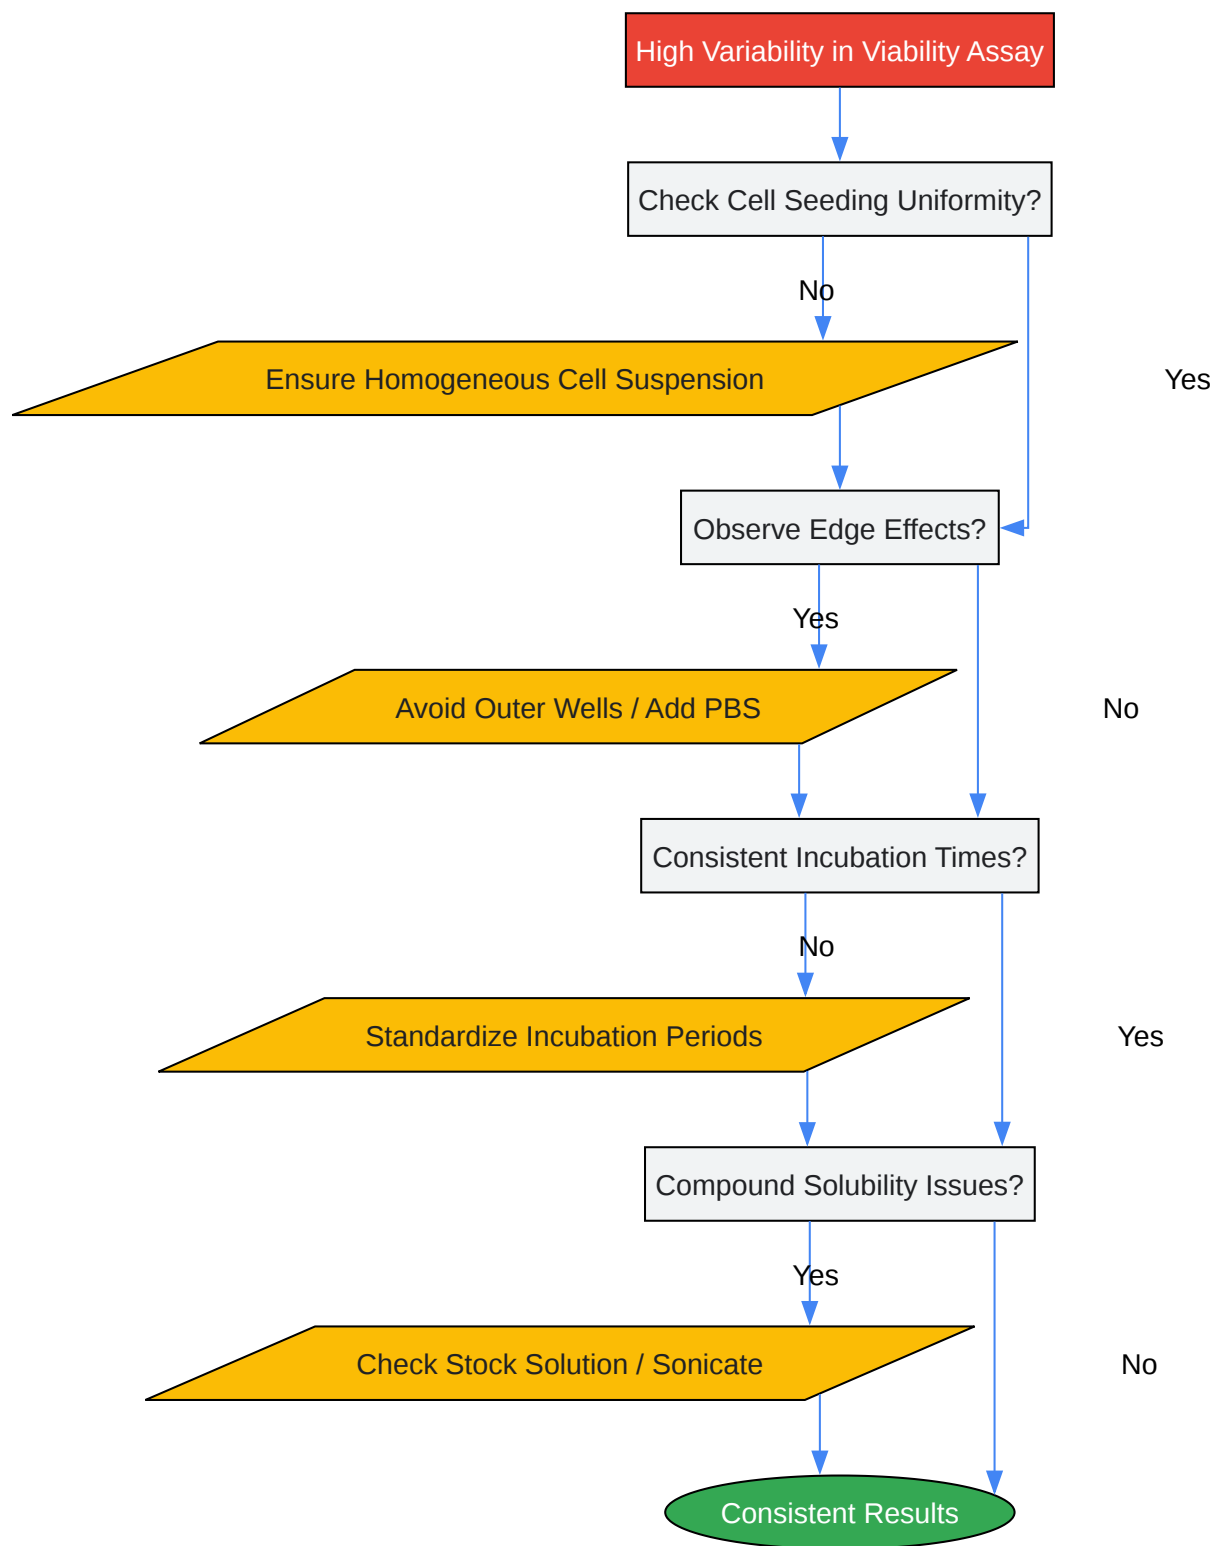 High Variability in Viability Assay
Check Cell Seeding Uniformity?
No
Ensure Homogeneous Cell Suspension
Yes
Observe Edge Effects?
Yes
Avoid Outer Wells / Add PBS
No
Consistent Incubation Times?
No
Standardize Incubation Periods
Yes
Compound Solubility Issues?
Yes
Check Stock Solution / Sonicate
No
Consistent Results